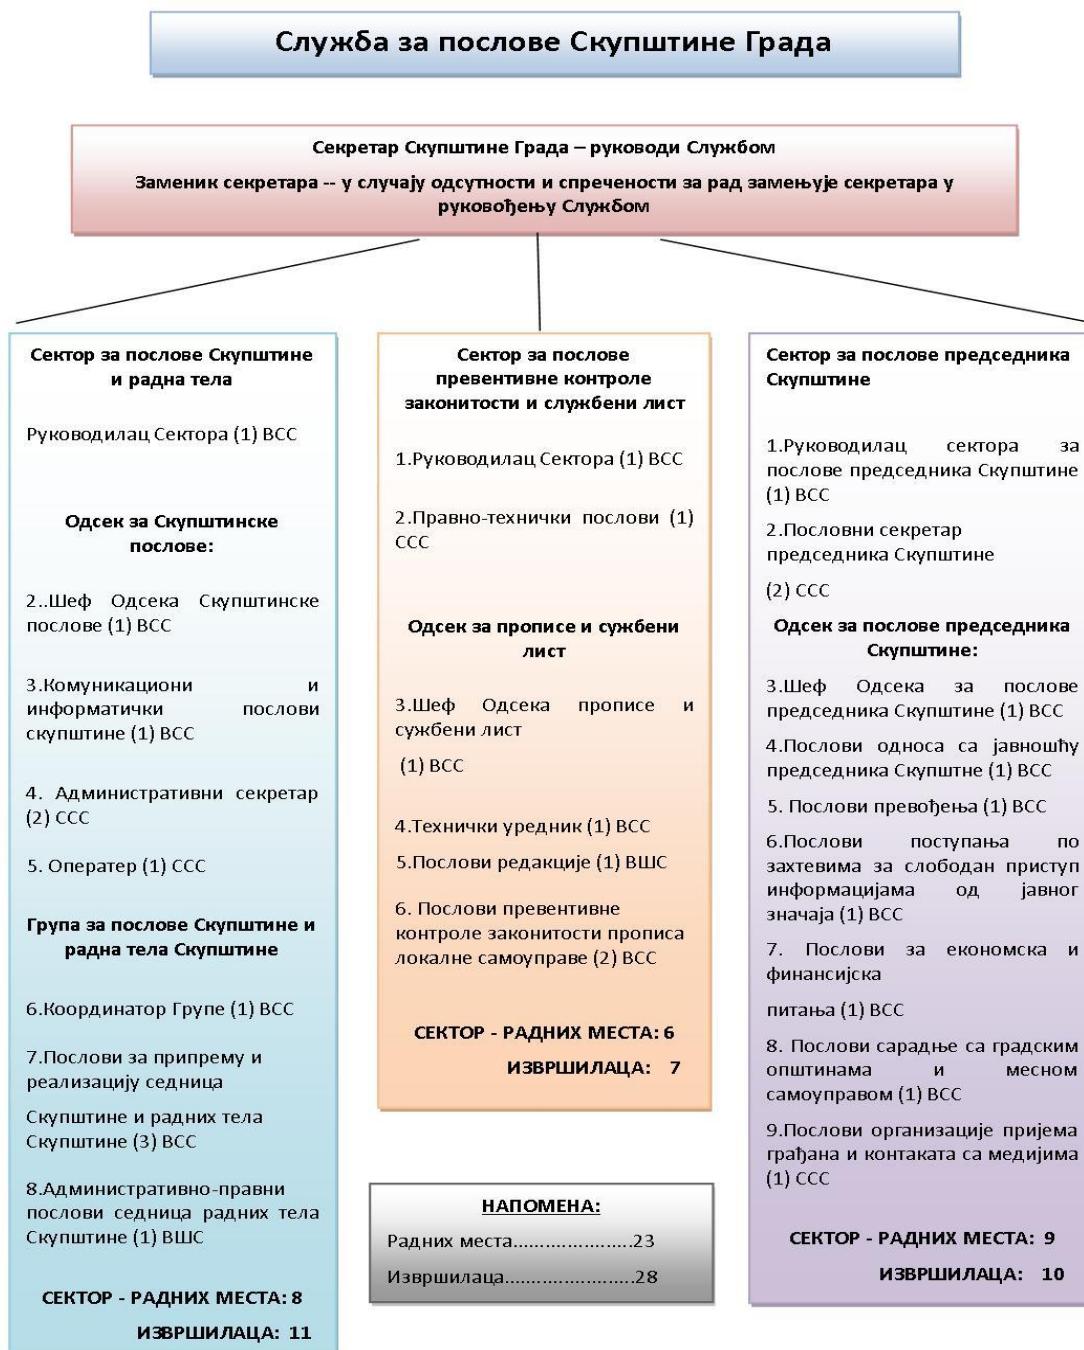 Служба за послове Скупштине Града
Секретар Скупштине Града – руководи Службом
Заменик секретара -- у случају одсутности и спречености за рад замењује секретара у
руковођењу Службом
Сектор за послове Скупштине
и радна тела
Руководилац Сектора (1) ВСС
Одсек за Скупштинске
послове:
2..Шеф Одсека Скупштинске
послове (1) ВСС
3.Комуникациони и
информатички послови
скупштине (1) ВСС
4. Административни секретар
(2) ССС
5. Оператер (1) ССС
Група за послове Скупштине и
радна тела Скупштине
6.Координатор Групе (1) ВСС
7.Послови за припрему и
реализацију седница
Скупштине и радних тела
Скупштине (3) ВСС
8.Административно-правни
послови седница радних тела
Скупштине (1) ВШС
СЕКТОР - РАДНИХ МЕСТА: 8
ИЗВРШИЛАЦА: 11
Сектор за послове
превентивне контроле
законитости и службени лист
1.Руководилац Сектора (1) ВСС
2.Правно-технички послови (1)
ССС
Одсек за прописе и сужбени
лист
3.Шеф Одсека прописе и
сужбени лист
(1) ВСС
4.Технички уредник (1) ВСС
5.Послови редакције (1) ВШС
6. Послови превентивне
контроле законитости прописа
локалне самоуправе (2) ВСС
СЕКТОР - РАДНИХ МЕСТА: 6
ИЗВРШИЛАЦА: 7
НАПОМЕНА:
Радних места......................23
Извршилаца........................28
Сектор за послове председника
Скупштине
1.Руководилац сектора за
послове председника Скупштине
(1) ВСС
2.Пословни секретар
председника Скупштине
(2) ССС
Одсек за послове председника
Скупштине:
3.Шеф Одсека за послове
председника Скупштине (1) ВСС
4.Послови односа са јавношћу
председника Скупштне (1) ВСС
5. Послови превођења (1) ВСС
6.Послови поступања по
захтевима за слободан приступ
информацијама од јавног
значаја (1) ВСС
7. Послови за економска и
финансијска
питања (1) ВСС
8. Послови сарадње са градским
општинама и месном
самоуправом (1) ВСС
9.Послови организације пријема
грађана и контаката са медијима
(1) ССС
СЕКТОР - РАДНИХ МЕСТА: 9
ИЗВРШИЛАЦА: 10